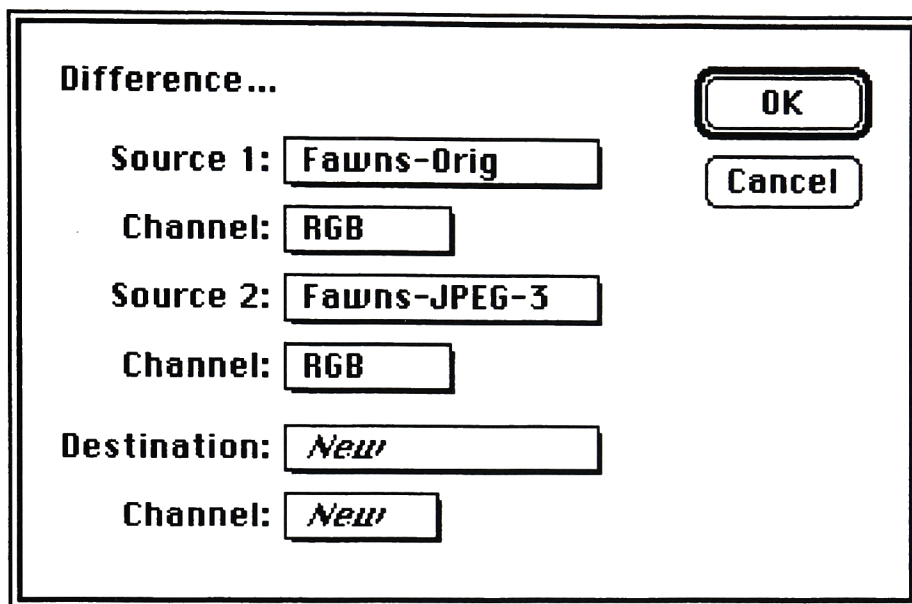 Difference...
OK
Source 1: Fawns-Orig
Cancel
Channel: RGB
Source 2: Fawns-JPEG-3
Channel: RGB
Destination: New
Channel: New